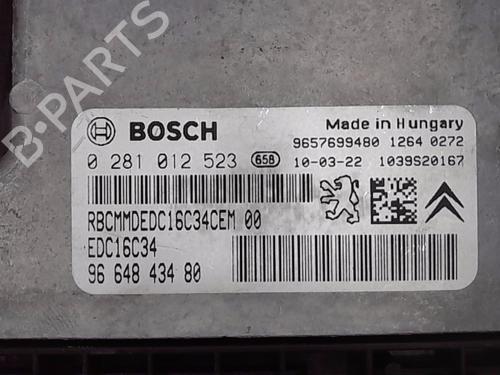 B-PARTS
BOSCH
Made in Hungary
9657699480 1264 0272
0 281 012 523 658 10-03-22 1039S20167
RBCMMDEDC16C34CEM 00
EDC16C34
96 648 434 80